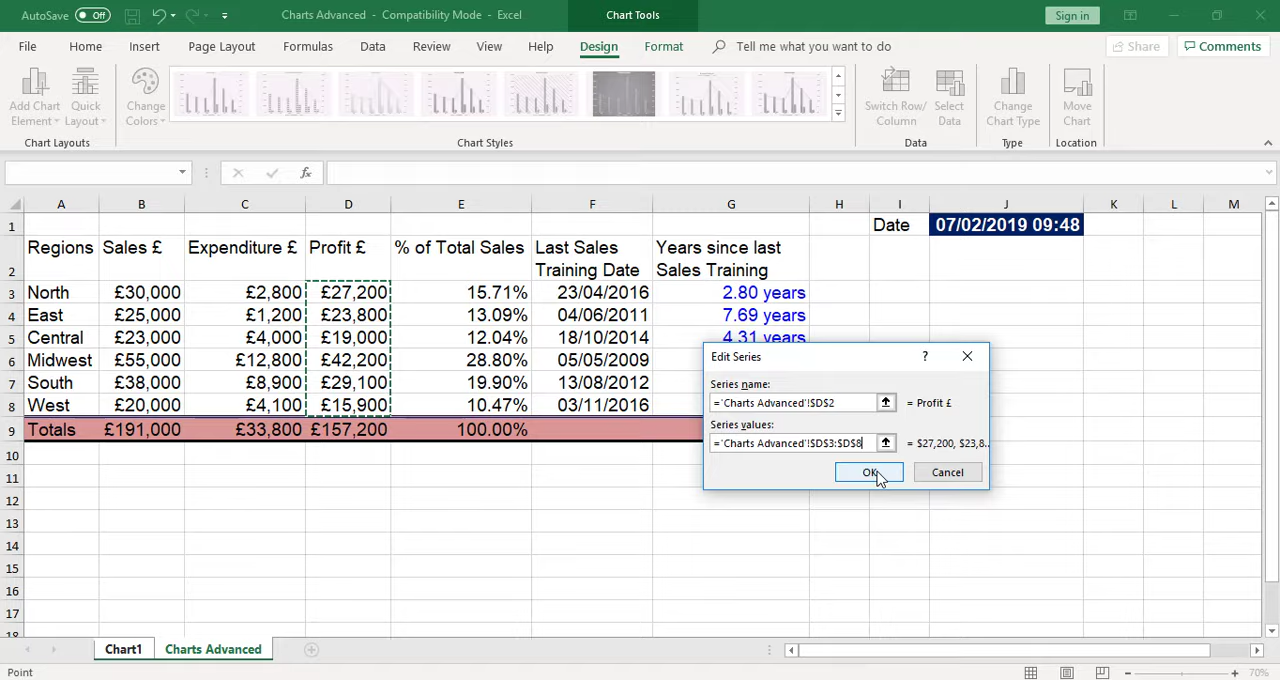 AutoSave Off Charts Advanced - Compatibility Mode - Excel Chart Tools Sign in
File Home Insert Page Layout Formulas Data Review View Help Design Format Tell me what you want to do Share Comments
Add Chart Element Quick Layout Change Colors Switch Row/ Column Select Data Change Chart Type Move Chart
Chart Layouts Chart Styles Data Type Location
fx
A B C D E F G H I J K L M
1 Date 07/02/2019 09:48
2 Regions Sales £ Expenditure £ Profit £ % of Total Sales Last Sales Training Date Years since last Sales Training
3 North £30,000 £2,800 £27,200 15.71% 23/04/2016 2.80 years
4 East £25,000 £1,200 £23,800 13.09% 04/06/2011 7.69 years
5 Central £23,000 £4,000 £19,000 12.04% 18/10/2014 4.31 years
6 Midwest £55,000 £12,800 £42,200 28.80% 05/05/2009
7 South £38,000 £8,900 £29,100 19.90% 13/08/2012
8 West £20,000 £4,100 £15,900 10.47% 03/11/2016
9 Totals £191,000 £33,800 £157,200 100.00%
10
11
12
13
14
15
16
17
18
Edit Series ?
Series name:
='Charts Advanced'!$D$2 = Profit £
Series values:
='Charts Advanced'!$D$3:$D$8 = $27,200, $23,8..
OK Cancel
Chart1 Charts Advanced
Point 70%